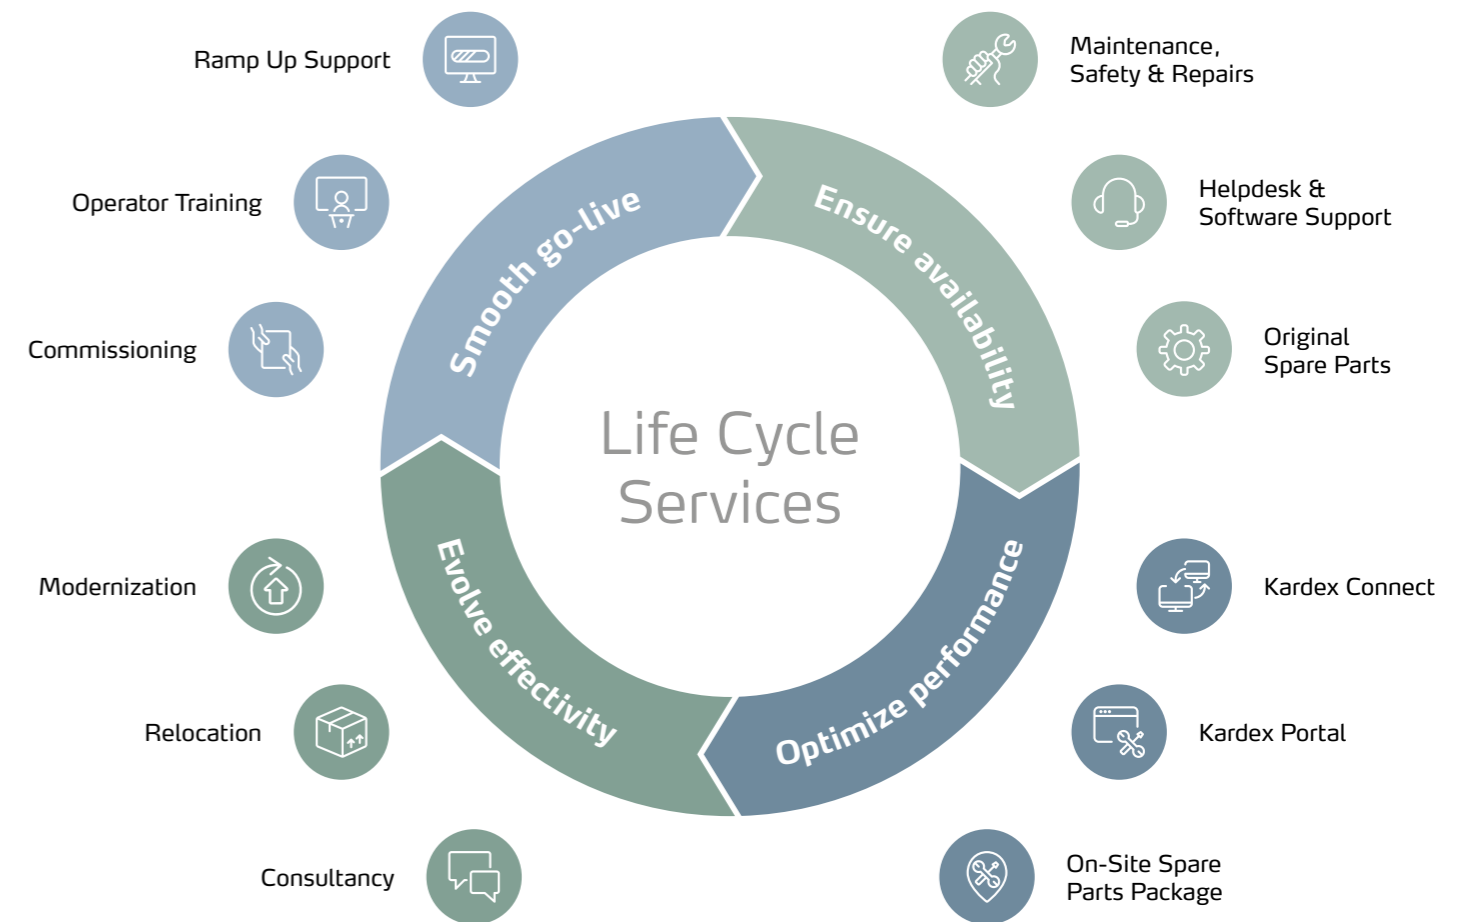 Ramp Up Support
Operator Training
Commissioning
Smooth go-live
Maintenance,
Safety & Repairs
Helpdesk &
Software Support
Original
Spare Parts
Ensure availability
Life Cycle
Services
Modernization
Relocation
Consultancy
Evolve effectivity
Optimize performance
Kardex Connect
Kardex Portal
On-Site Spare
Parts Package